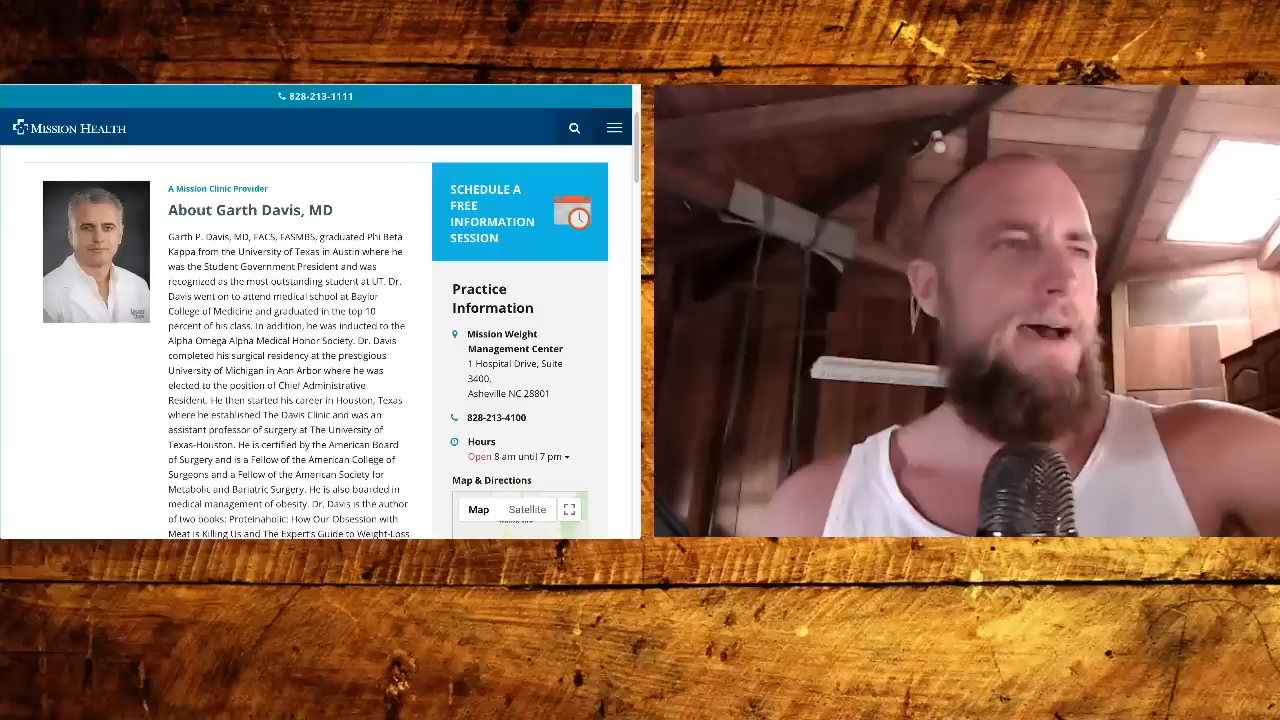 828-213-1111
MISSION HEALTH
A Mission Clinic Provider
About Garth Davis, MD
Garth P. Davis, MD, FACS, FASMBS, graduated Phi Beta
Kappa from the University of Texas in Austin where he
was the Student Government President and was
recognized as the most outstanding student at UT. Dr.
Davis went on to attend medical school at Baylor
College of Medicine and graduated in the top 10
percent of his class. In addition, he was inducted to the
Alpha Omega Alpha Medical Honor Society. Dr. Davis
completed his surgical residency at the prestigious
University of Michigan in Ann Arbor where he was
elected to the position of Chief Administrative
Resident. He then started his career in Houston, Texas
where he established The Davis Clinic and was an
assistant professor of surgery at The University of
Texas-Houston. He is certified by the American Board
of Surgery and is a Fellow of the American College of
Surgeons and a Fellow of the American Society for
Metabolic and Bariatric Surgery. He is also boarded in
medical management of obesity. Dr. Davis is the author
of two books: Proteinaholic: How Our Obsession with
Meat is Killing Us and The Expert's Guide to Weight-Loss
SCHEDULE A
FREE
INFORMATION
SESSION
Practice
Information
Mission Weight
Management Center
1 Hospital Drive, Suite
3400,
Asheville NC 28801
828-213-4100
Hours
Open 8 am until 7 pm
Map & Directions
Map Satellite